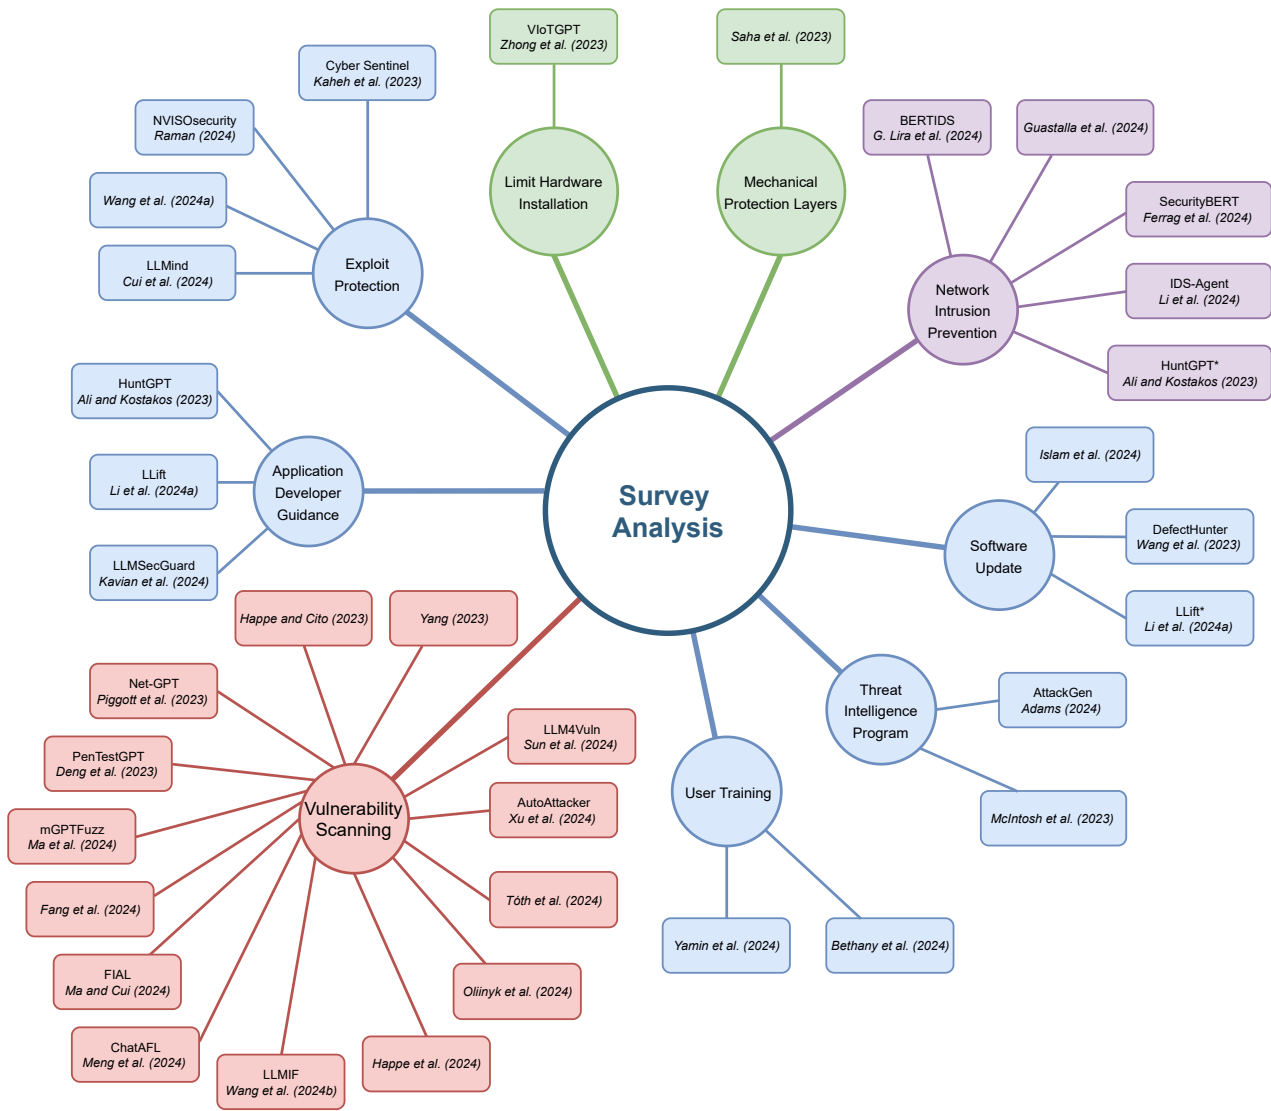 VIoTGPT
Zhong et al. (2023)
Saha et al. (2023)
Cyber Sentinel
Kaheh et al. (2023)
NVISOsecurity
Raman (2024)
Wang et al. (2024a)
LLMind
Cui et al. (2024)
Exploit
Protection
Limit Hardware
Installation
Mechanical
Protection Layers
BERTIDS
G. Lira et al. (2024)
Guastalla et al. (2024)
SecurityBERT
Ferrag et al. (2024)
IDS-Agent
Li et al. (2024)
HuntGPT*
Ali and Kostakos (2023)
Network
Intrusion
Prevention
HuntGPT
Ali and Kostakos (2023)
LLift
Li et al. (2024a)
LLMSecGuard
Kavian et al. (2024)
Application
Developer
Guidance
Survey
Analysis
Islam et al. (2024)
DefectHunter
Wang et al. (2023)
LLift*
Li et al. (2024a)
Software
Update
Threat
Intelligence
Program
AttackGen
Adams (2024)
McIntosh et al. (2023)
User Training
Yamin et al. (2024)
Bethany et al. (2024)
Happe and Cito (2023)
Yang (2023)
Net-GPT
Piggott et al. (2023)
PenTestGPT
Deng et al. (2023)
mGPTFuzz
Ma et al. (2024)
Fang et al. (2024)
FIAL
Ma and Cui (2024)
ChatAFL
Meng et al. (2024)
LLMIF
Wang et al. (2024b)
Happe et al. (2024)
Oliinyk et al. (2024)
Tóth et al. (2024)
AutoAttacker
Xu et al. (2024)
LLM4Vuln
Sun et al. (2024)
Vulnerability
Scanning